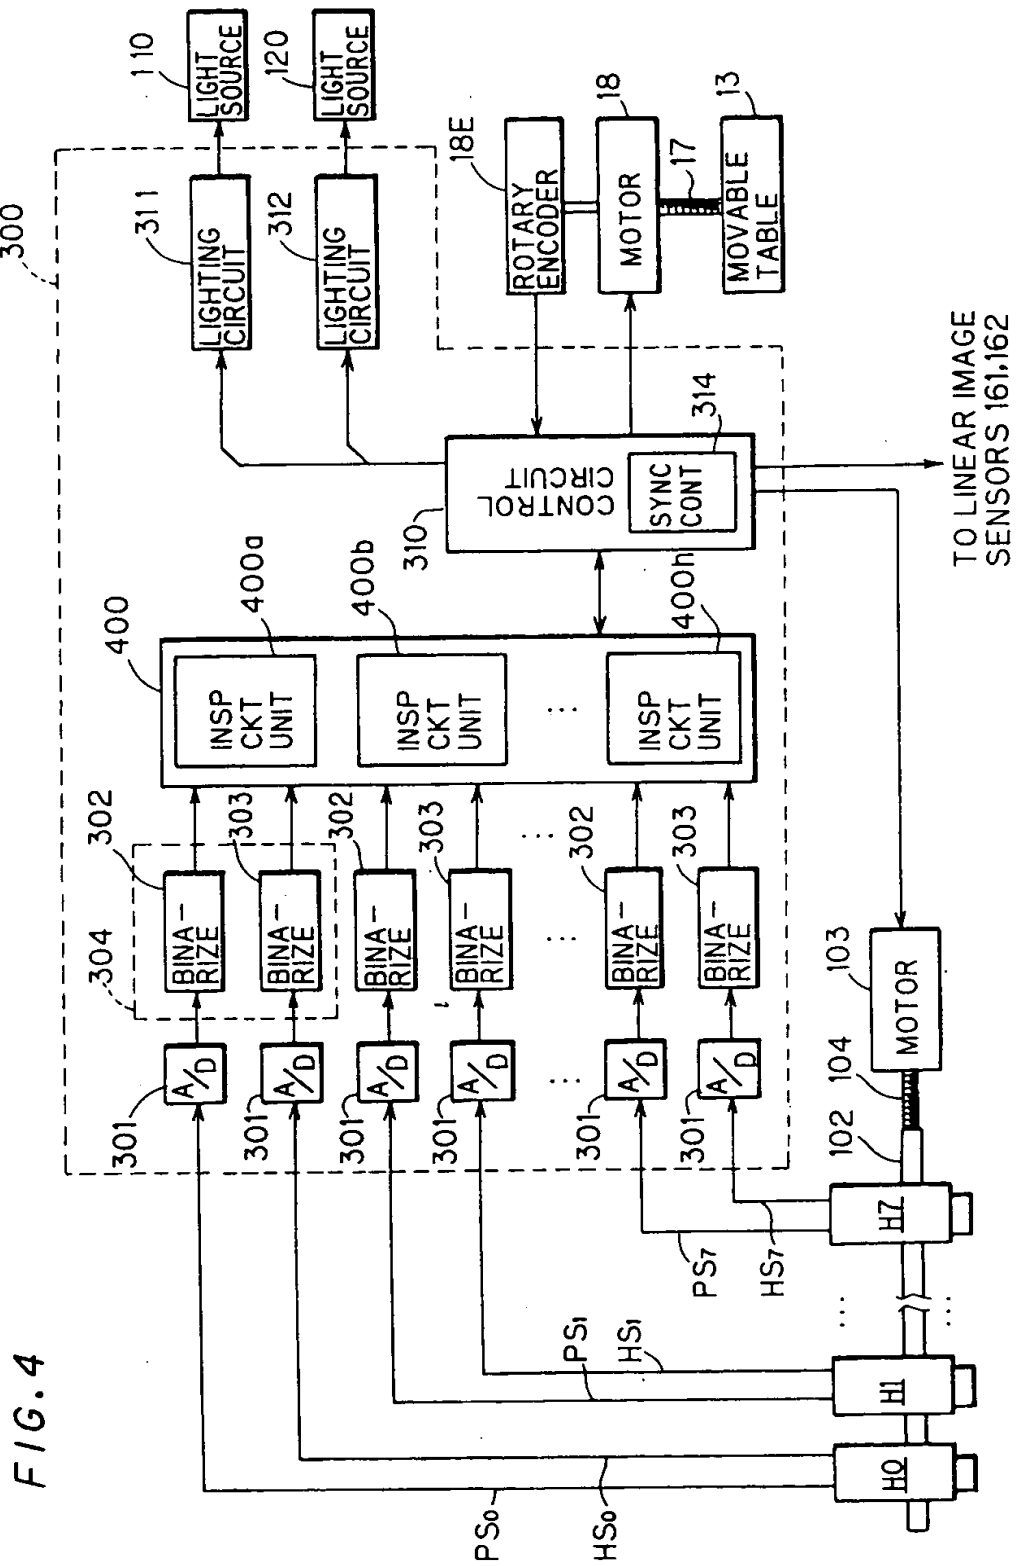 FIG. 4
300
110
LIGHT
SOURCE
120
LIGHT
SOURCE
311
LIGHTING
CIRCUIT
312
LIGHTING
CIRCUIT
18E
ROTARY
ENCODER
18
MOTOR
17
13
MOVABLE
TABLE
310
CONTROL
CIRCUIT
314
SYNC
CONT
TO LINEAR IMAGE
SENSORS 161,162
400
400a
INSP
CKT
UNIT
400b
INSP
CKT
UNIT
...
400h
INSP
CKT
UNIT
304
302
BINA-
RIZE
303
BINA-
RIZE
302
BINA-
RIZE
303
BINA-
RIZE
...
...
302
BINA-
RIZE
303
BINA-
RIZE
301
A/D
301
A/D
301
A/D
301
A/D
...
301
A/D
301
A/D
PS0
HS0
PS1
HS1
PS7
HS7
H0
H1
...
...
H7
102
104
103
MOTOR